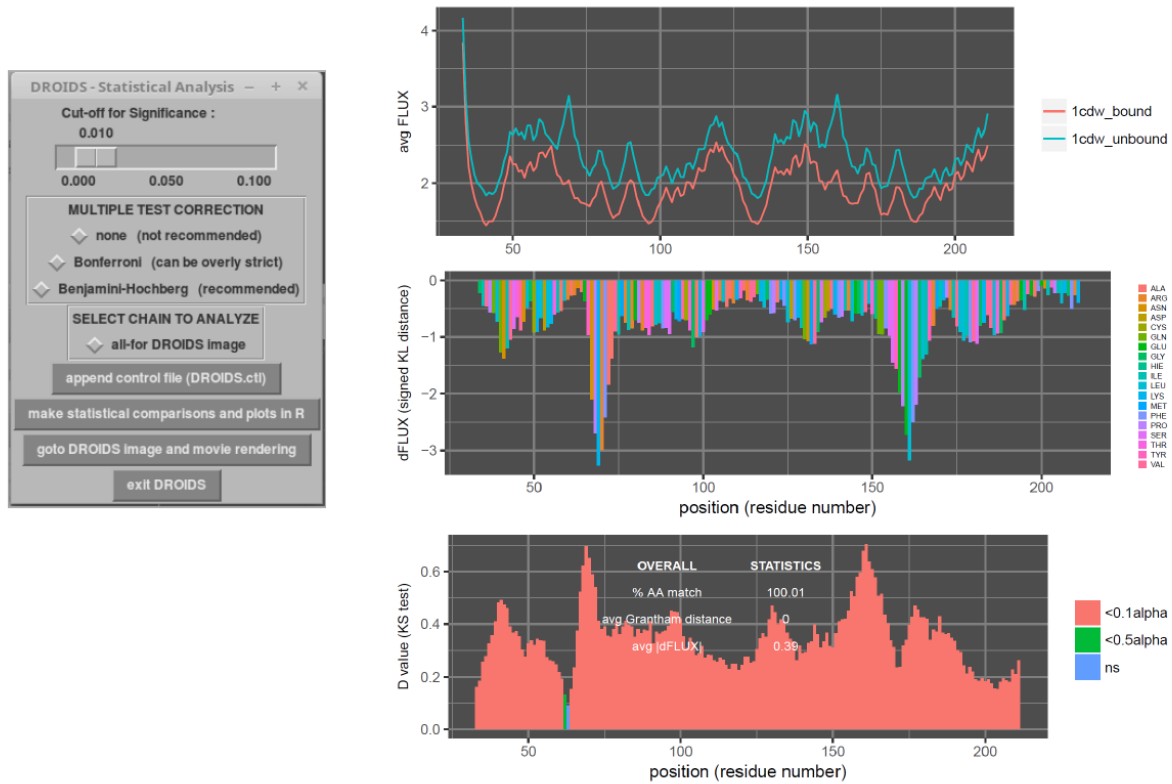 DROIDS - Statistical Analysis − + ×
Cut-off for Significance :
0.010
0.000 0.050 0.100
MULTIPLE TEST CORRECTION
none (not recommended)
Bonferroni (can be overly strict)
Benjamini-Hochberg (recommended)
SELECT CHAIN TO ANALYZE
all-for DROIDS image
append control file (DROIDS.ctl)
make statistical comparisons and plots in R
goto DROIDS image and movie rendering
exit DROIDS
avg FLUX
4
3
2
50 100 150 200
1cdw_bound
1cdw_unbound
dFLUX (signed KL distance)
0
−1
−2
−3
50 100 150 200
position (residue number)
ALA
ARG
ASN
ASP
CYS
GLN
GLU
GLY
HIE
ILE
LEU
LYS
MET
PHE
PRO
SER
THR
TYR
VAL
D value (KS test)
0.6
0.4
0.2
0.0
OVERALL STATISTICS
% AA match 100.01
avg Grantham distance 0
avg |dFLUX| 0.39
50 100 150 200
position (residue number)
<0.1alpha
<0.5alpha
ns